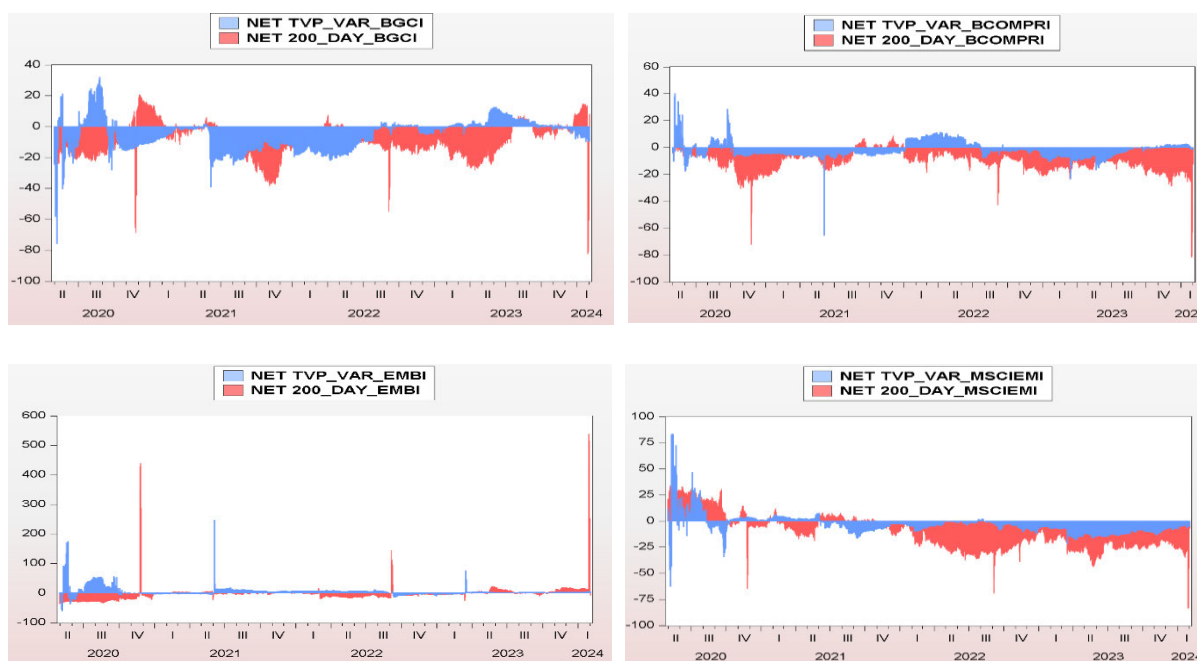 NET TVP_VAR_BGCI
NET 200_DAY_BGCI
40
20
0
-20
-40
-60
-80
-100
II III IV I II III IV I II III IV I II III IV I
2020 2021 2022 2023 2024
NET TVP_VAR_BCOMPRI
NET 200_DAY_BCOMPRI
60
40
20
0
-20
-40
-60
-80
-100
II III IV I II III IV I II III IV I II III IV I
2020 2021 2022 2023 202
NET TVP_VAR_EMBI
NET 200_DAY_EMBI
600
500
400
300
200
100
0
-100
II III IV I II III IV I II III IV I II III IV I
2020 2021 2022 2023 2024
NET TVP_VAR_MSCIEMI
NET 200_DAY_MSCIEMI
100
75
50
25
0
-25
-50
-75
-100
II III IV I II III IV I II III IV I II III IV I
2020 2021 2022 2023 2024